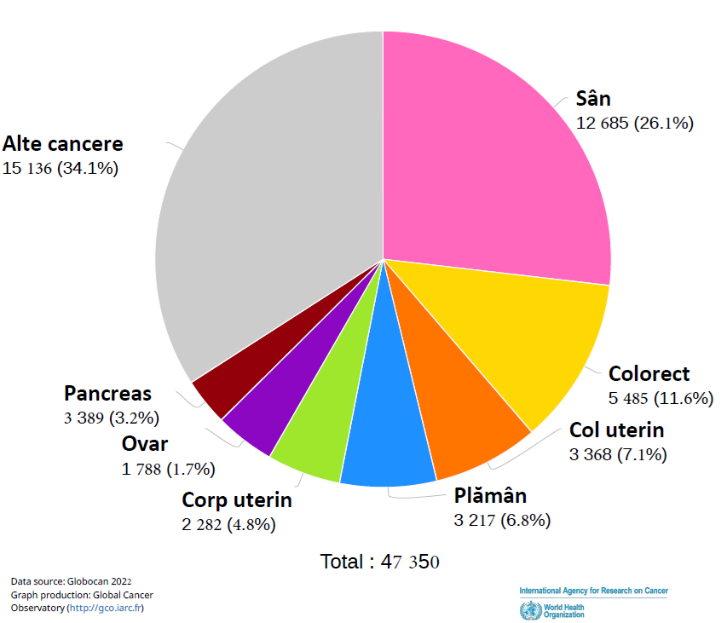 Sân
12 685 (26.1%)
Alte cancere
15 136 (34.1%)
Colorect
5 485 (11.6%)
Pancreas
3 389 (3.2%)
Col uterin
3 368 (7.1%)
Ovar
1 788 (1.7%)
Plămân
3 217 (6.8%)
Corp uterin
2 282 (4.8%)
Total : 47 350
Data source: Globocan 2022
Graph production: Global Cancer
Observatory (http://gco.iarc.fr)
International Agency for Research on Cancer
World Health
Organization